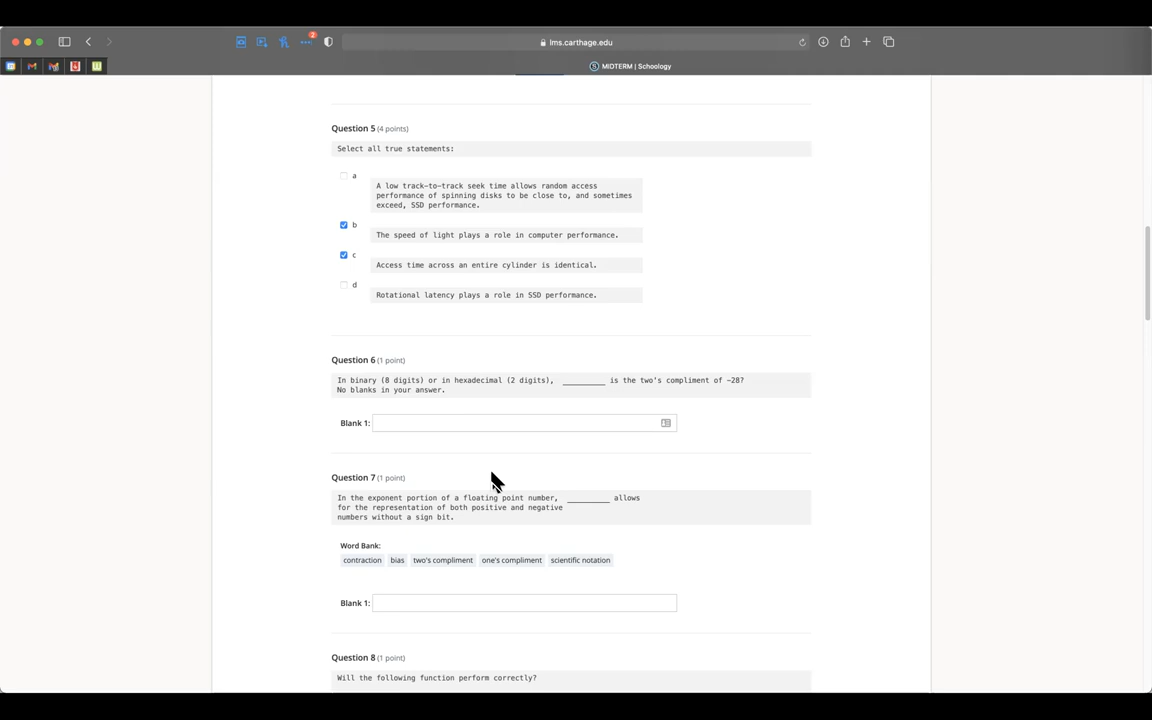 2
lms.carthage.edu
MIDTERM | Schoology
Question 5 (4 points)
Select all true statements:
a
A low track-to-track seek time allows random access
performance of spinning disks to be close to, and sometimes
exceed, SSD performance.
b
The speed of light plays a role in computer performance.
c
Access time across an entire cylinder is identical.
d
Rotational latency plays a role in SSD performance.
Question 6 (1 point)
In binary (8 digits) or in hexadecimal (2 digits), __________ is the two's compliment of -28?
No blanks in your answer.
Blank 1:
Question 7 (1 point)
In the exponent portion of a floating point number, __________ allows
for the representation of both positive and negative
numbers without a sign bit.
Word Bank:
contraction bias two's compliment one's compliment scientific notation
Blank 1:
Question 8 (1 point)
Will the following function perform correctly?